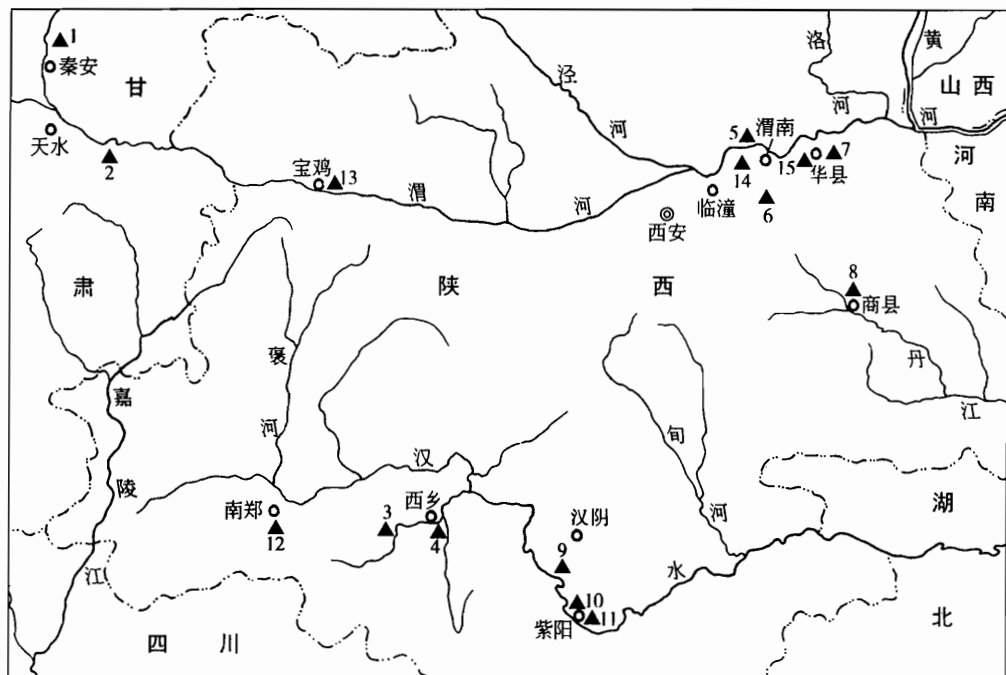 1
秦安
甘
泾
洛
黄
山西
河
河
河
天水
2
5
渭南
14
15
7
华县
河
南
宝鸡
13
渭
河
临潼
6
西安
肃
陕
西
8
商县
褒
丹
嘉
河
汉
旬
江
陵
南郑
12
3
西乡
4
汉阴
河
湖
9
水
江
10
11
紫阳
四川
北